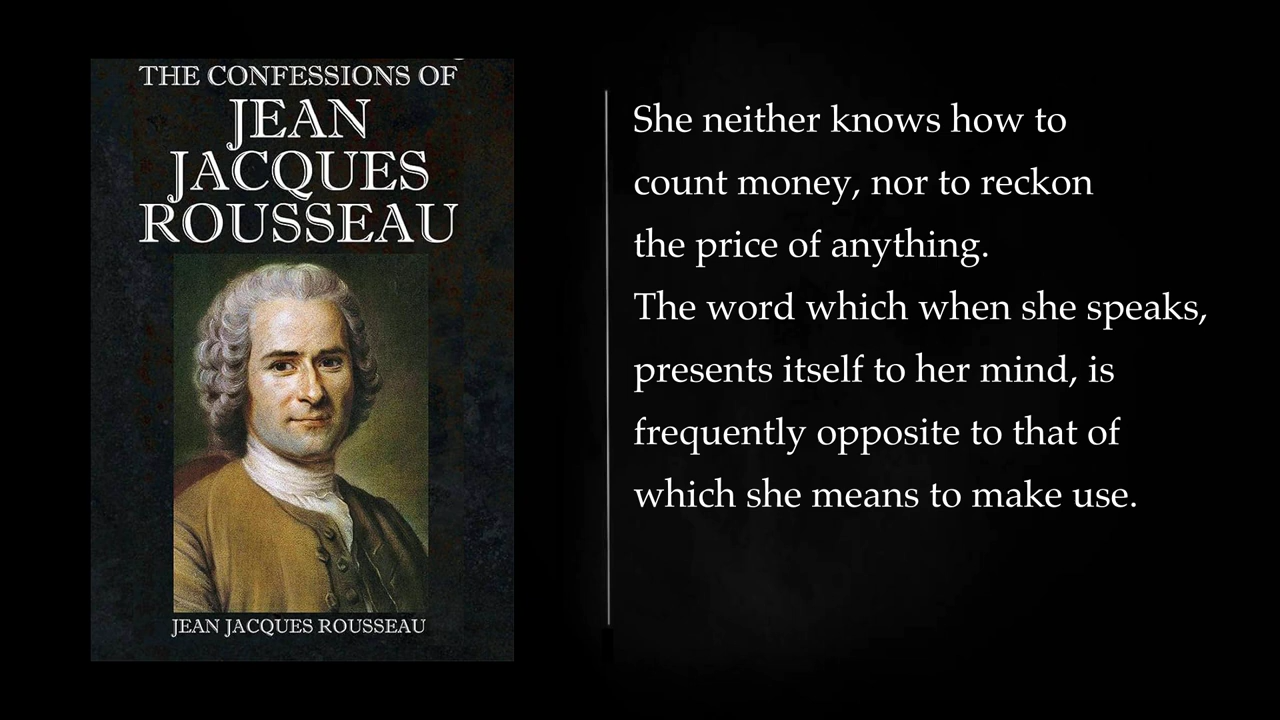 THE CONFESSIONS OF
JEAN
JACQUES
ROUSSEAU
JEAN JACQUES ROUSSEAU
She neither knows how to
count money, nor to reckon
the price of anything.
The word which when she speaks,
presents itself to her mind, is
frequently opposite to that of
which she means to make use.